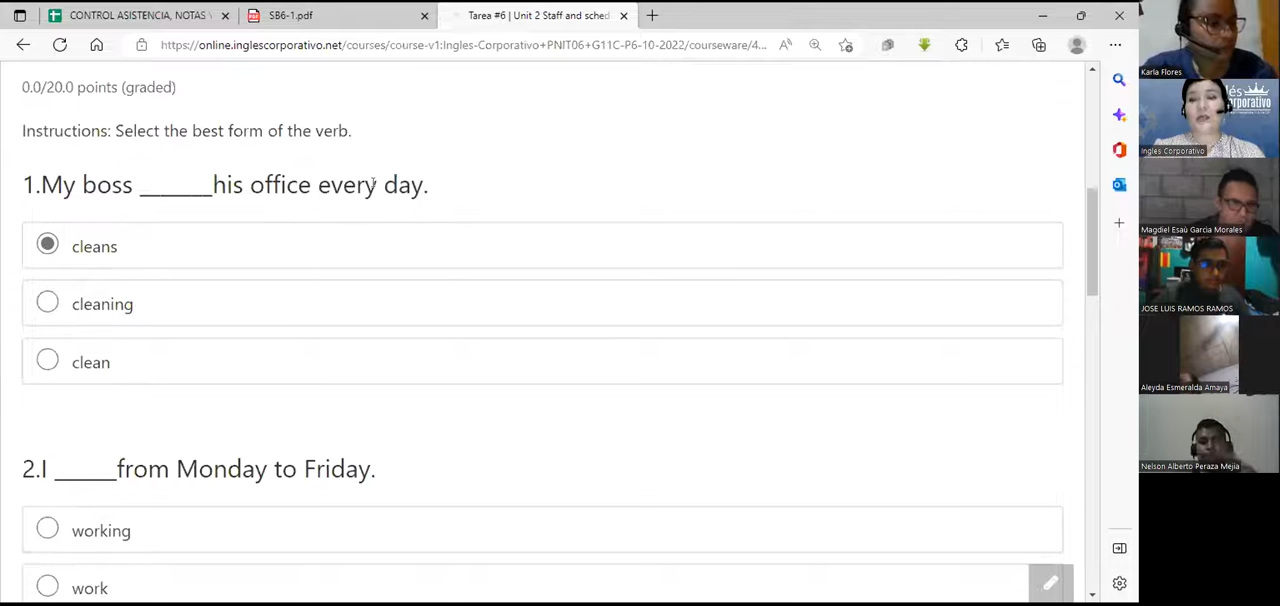 CONTROL ASISTENCIA, NOTAS
SB6-1.pdf
Tarea #6 | Unit 2 Staff and sched
https://online.inglescorporativo.net/courses/course-v1:Ingles-Corporativo+PNIT06+G11C-P6-10-2022/courseware/4...
0.0/20.0 points (graded)
Instructions: Select the best form of the verb.
1.My boss ______his office every day.
cleans
cleaning
clean
2.I _____from Monday to Friday.
working
work
Karla Flores
Inglés Corporativo
Magdiel Esaú Garcia Morales
JOSE LUIS RAMOS RAMOS
Aleyda Esmeralda Amaya
Nelson Alberto Peraza Mejia